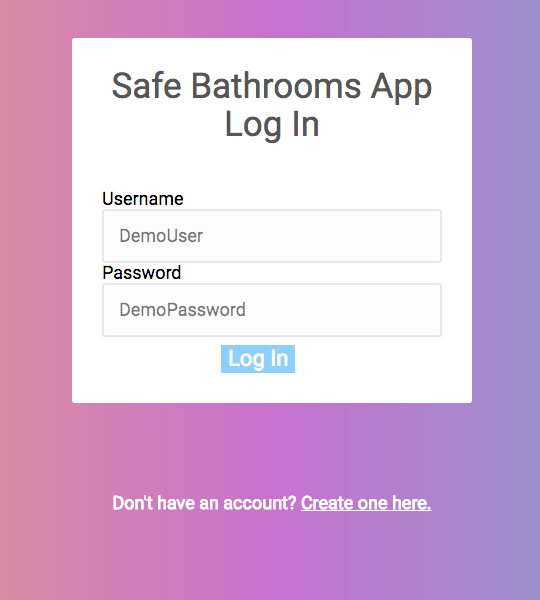 Safe Bathrooms App
Log In
Username
DemoUser
Password
DemoPassword
Log In
Don't have an account? Create one here.